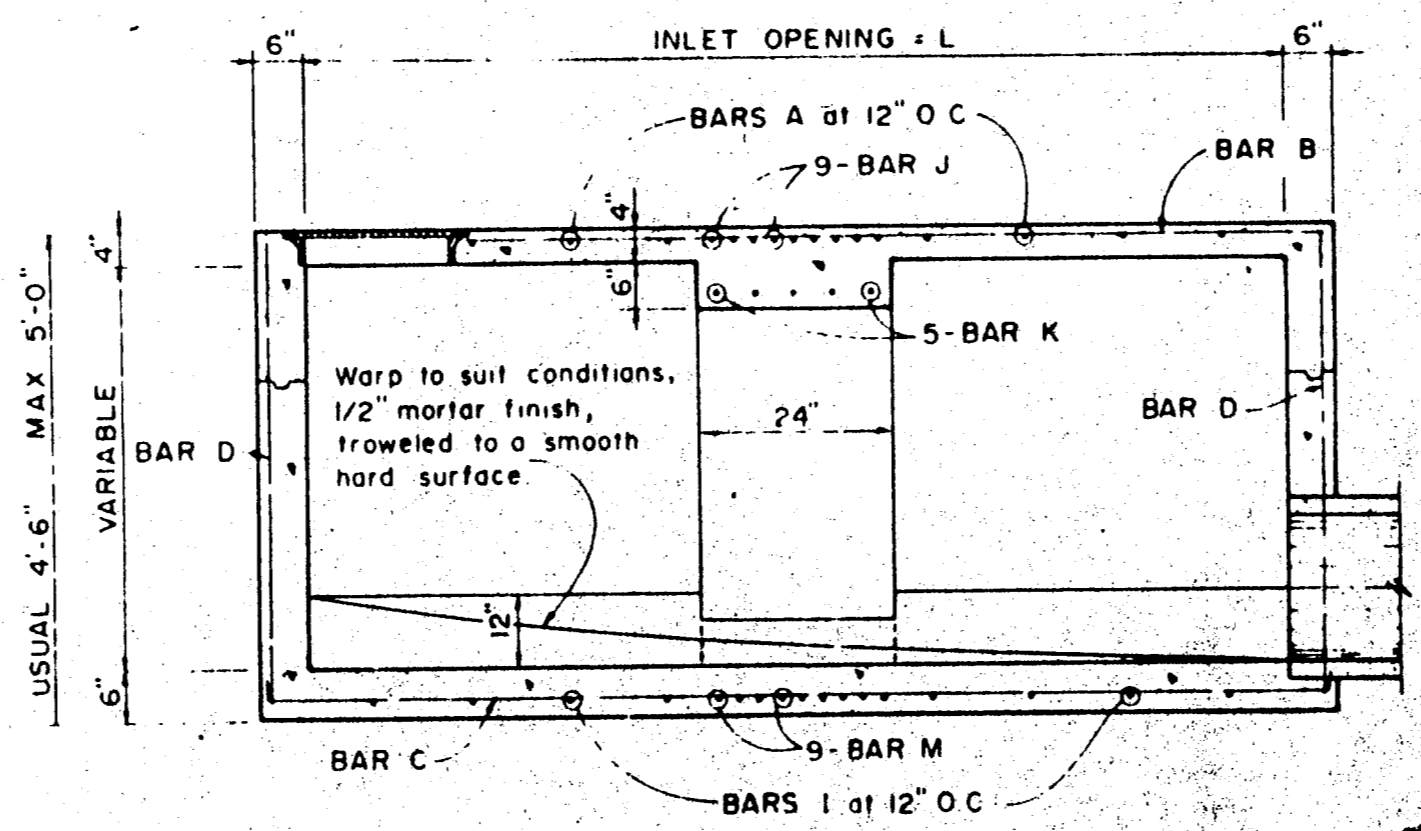 6"
INLET OPENING = L
6"
BARS A at 12" O C
9-BAR J
BAR B
4"
4"
6"
5-BAR K
USUAL 4'-6" MAX 5'-0"
VARIABLE
Warp to suit conditions,
1/2" mortar finish,
troweled to a smooth
hard surface.
24"
BAR D
BAR D
12"
6"
BAR C
9-BAR M
BARS I at 12" O C